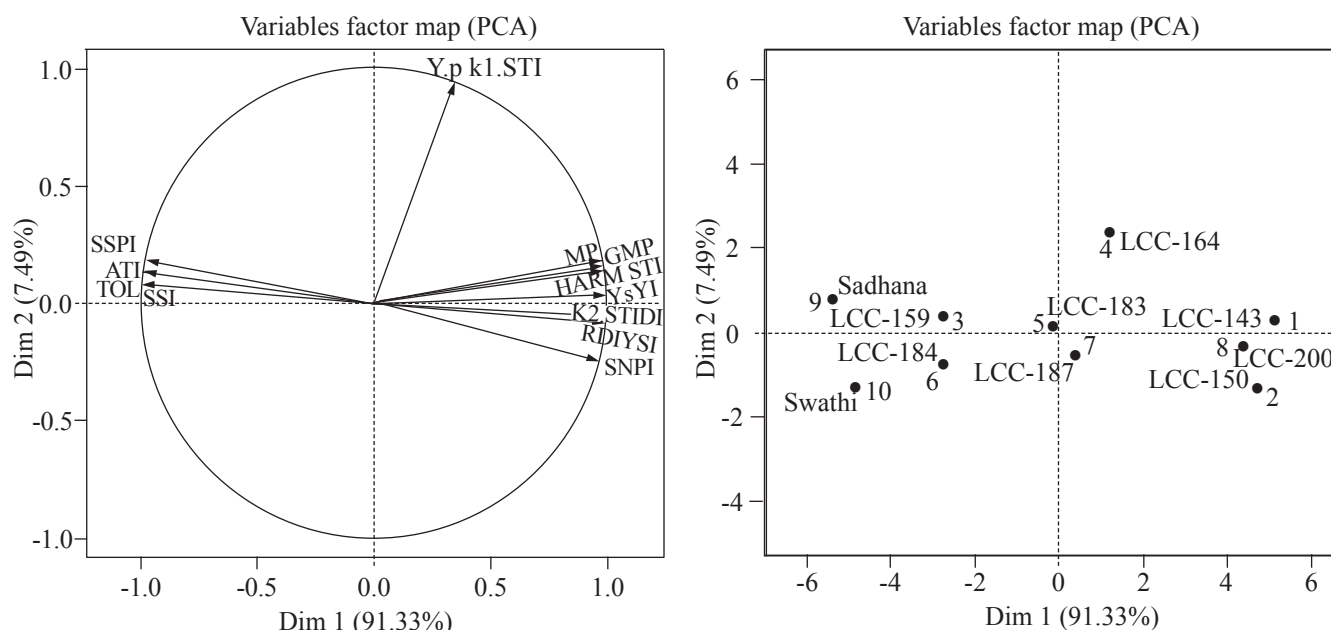 Variables factor map (PCA)
1.0
0.5
0.0
-0.5
-1.0
Dim 2 (7.49%)
Y.p k1.STI
SSPI
ATI
TOL
SSI
MP GMP
HARM STI
YsYI
K2 STIDI
RDIYSI
SNPI
-1.0 -0.5 0.0 0.5 1.0
Dim 1 (91.33%)
Variables factor map (PCA)
6
4
2
0
-2
-4
Dim 2 (7.49%)
4 LCC-164
9 Sadhana
LCC-159 3
5 LCC-183
LCC-143 1
LCC-184
6
LCC-187 7
8 LCC-200
LCC-150 2
Swathi 10
-6 -4 -2 0 2 4 6
Dim 1 (91.33%)